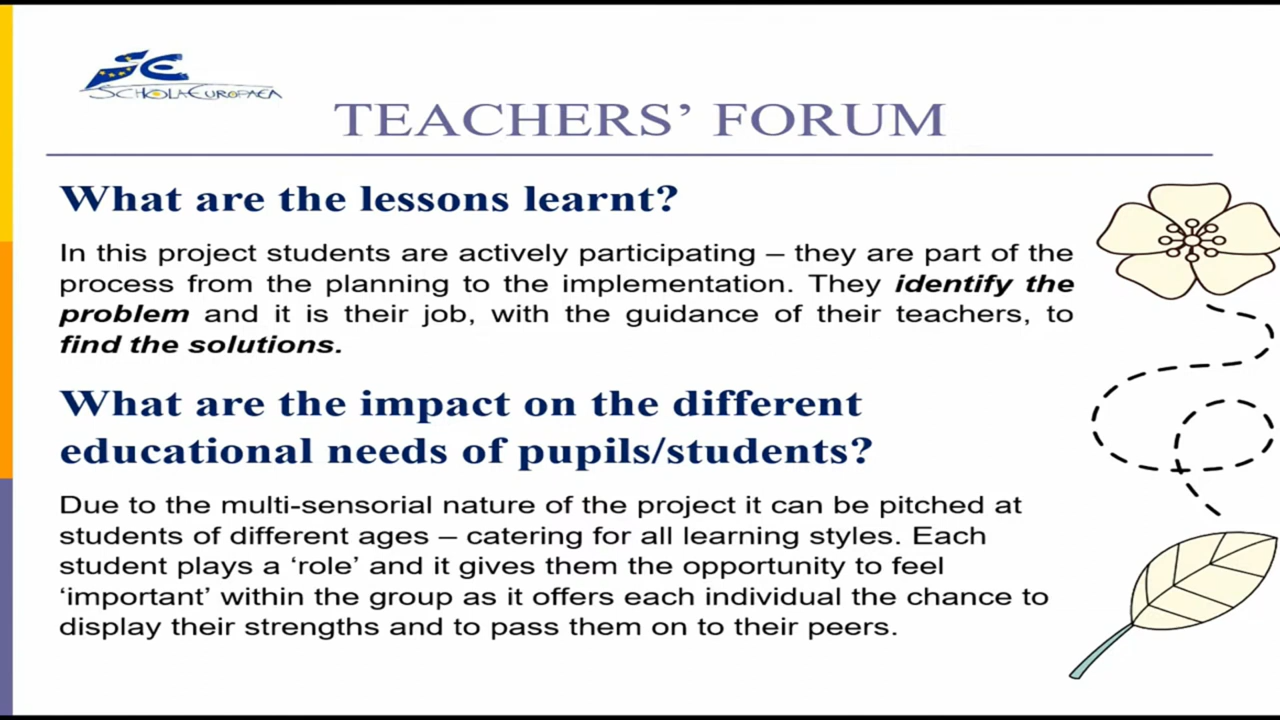 SCHOLA EUROPAEA
TEACHERS’ FORUM
What are the lessons learnt?
In this project students are actively participating – they are part of the
process from the planning to the implementation. They identify the
problem and it is their job, with the guidance of their teachers, to
find the solutions.
What are the impact on the different
educational needs of pupils/students?
Due to the multi-sensorial nature of the project it can be pitched at
students of different ages – catering for all learning styles. Each
student plays a ‘role’ and it gives them the opportunity to feel
‘important’ within the group as it offers each individual the chance to
display their strengths and to pass them on to their peers.